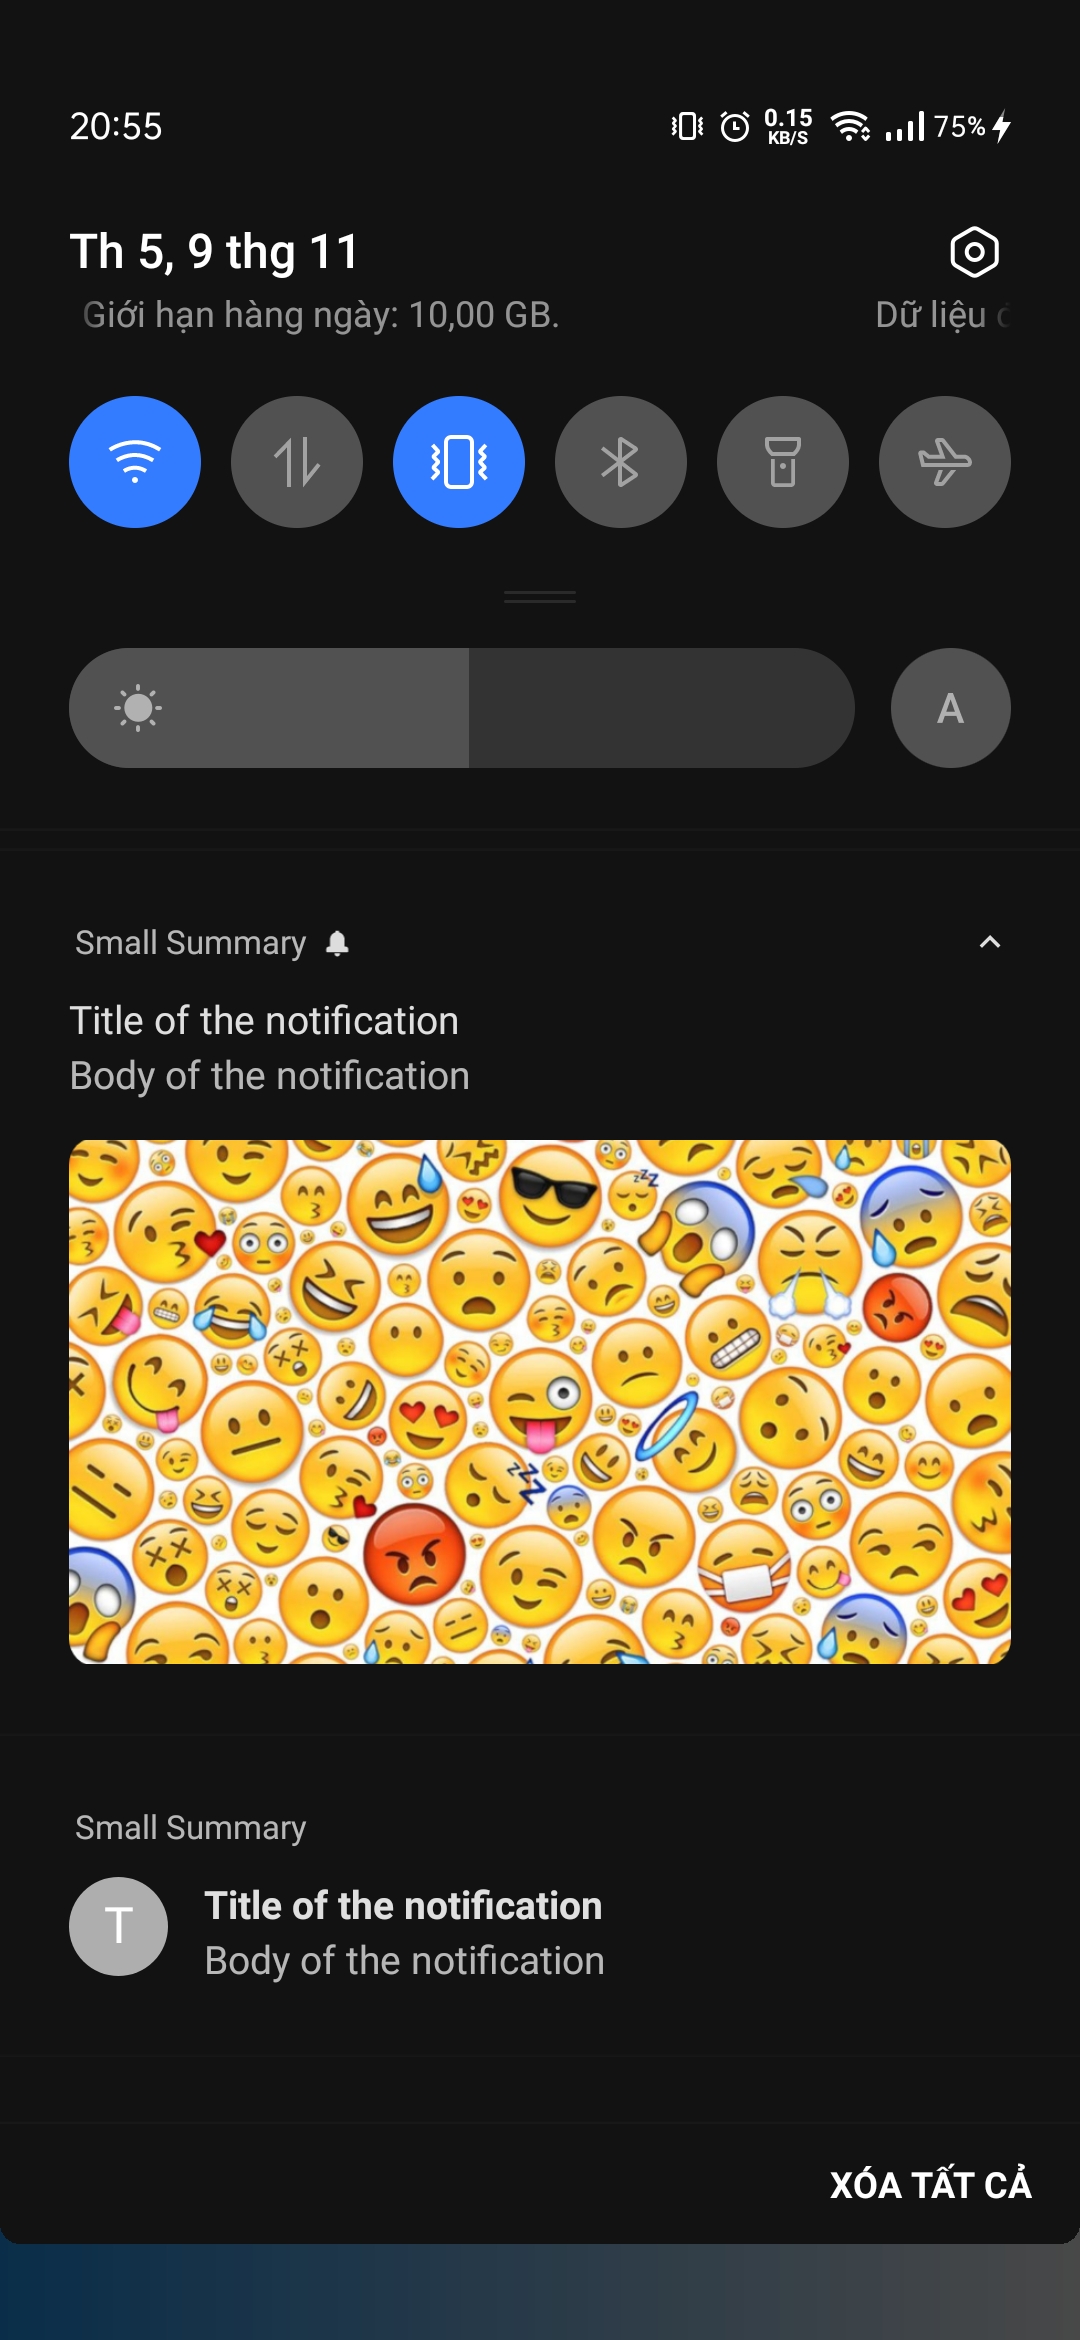 20:55
0.15
KB/S
75%
Th 5, 9 thg 11
Giới hạn hàng ngày: 10,00 GB.
Dữ liệu
A
Small Summary
Title of the notification
Body of the notification
Small Summary
T
Title of the notification
Body of the notification
XÓA TẤT CẢ